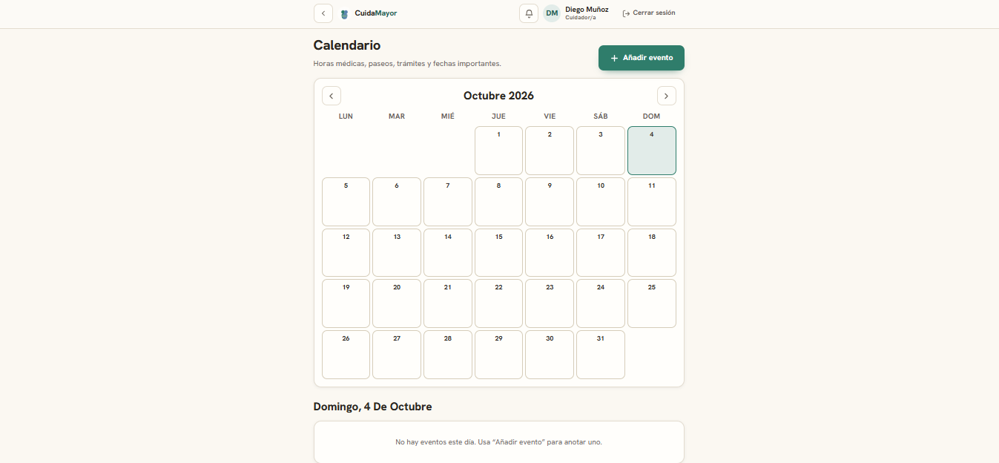 CuidaMayor
DM
Diego Muñoz
Cuidador/a
Cerrar sesión
Calendario
Horas médicas, paseos, trámites y fechas importantes.
+ Añadir evento
Octubre 2026
LUN MAR MIÉ JUE VIE SÁB DOM
1 2 3 4
5 6 7 8 9 10 11
12 13 14 15 16 17 18
19 20 21 22 23 24 25
26 27 28 29 30 31
Domingo, 4 De Octubre
No hay eventos este día. Usa “Añadir evento” para anotar uno.